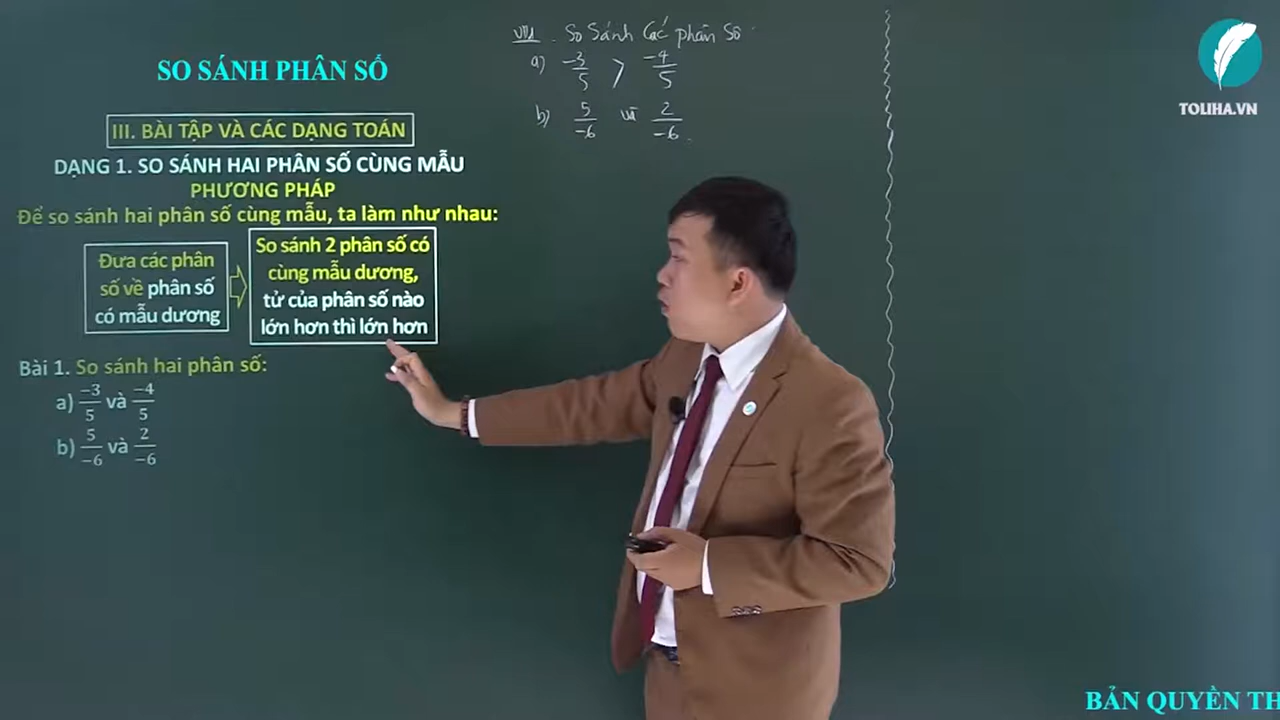 SO SÁNH PHÂN SỐ
III. BÀI TẬP VÀ CÁC DẠNG TOÁN
DẠNG 1. SO SÁNH HAI PHÂN SỐ CÙNG MẪU
PHƯƠNG PHÁP
Để so sánh hai phân số cùng mẫu, ta làm như nhau:
Đưa các phân
số về phân số
có mẫu dương
So sánh 2 phân số có
cùng mẫu dương,
tử của phân số nào
lớn hơn thì lớn hơn
Bài 1. So sánh hai phân số:
a) −3/5 và −4/5
b) 5/−6 và 2/−6
So Sánh Các phân Số
a) −3/5 > −4/5
b) 5/−6 và 2/−6.
TOLIHA.VN
BẢN QUYỀN TH